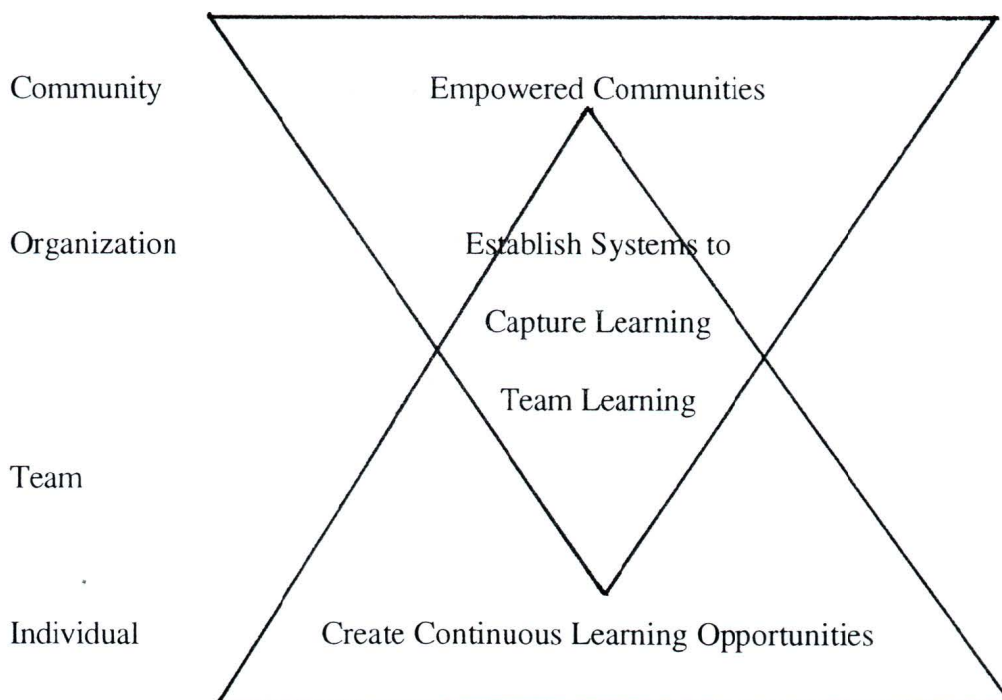 Community Empowered Communities
Organization Establish Systems to
Capture Learning
Team Learning
Team
Individual Create Continuous Learning Opportunities